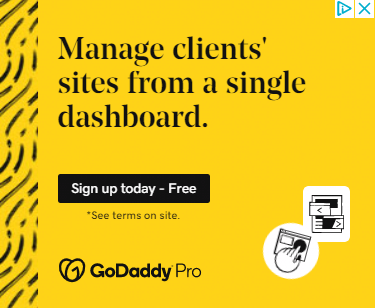 Manage clients'
sites from a single
dashboard.
Sign up today - Free
*See terms on site.
GoDaddy Pro